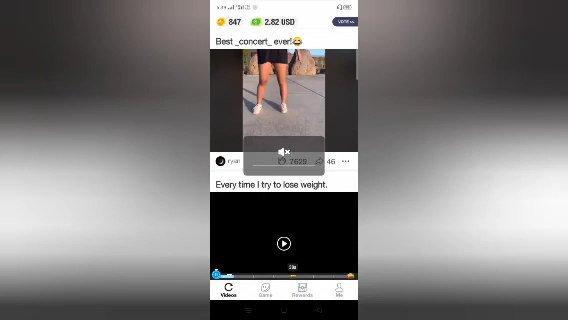 847
2.82 USD
Best _concert_ ever!😂
ryan
7629
46
Every time I try to lose weight.
30s
Videos
Game
Rewards
Me